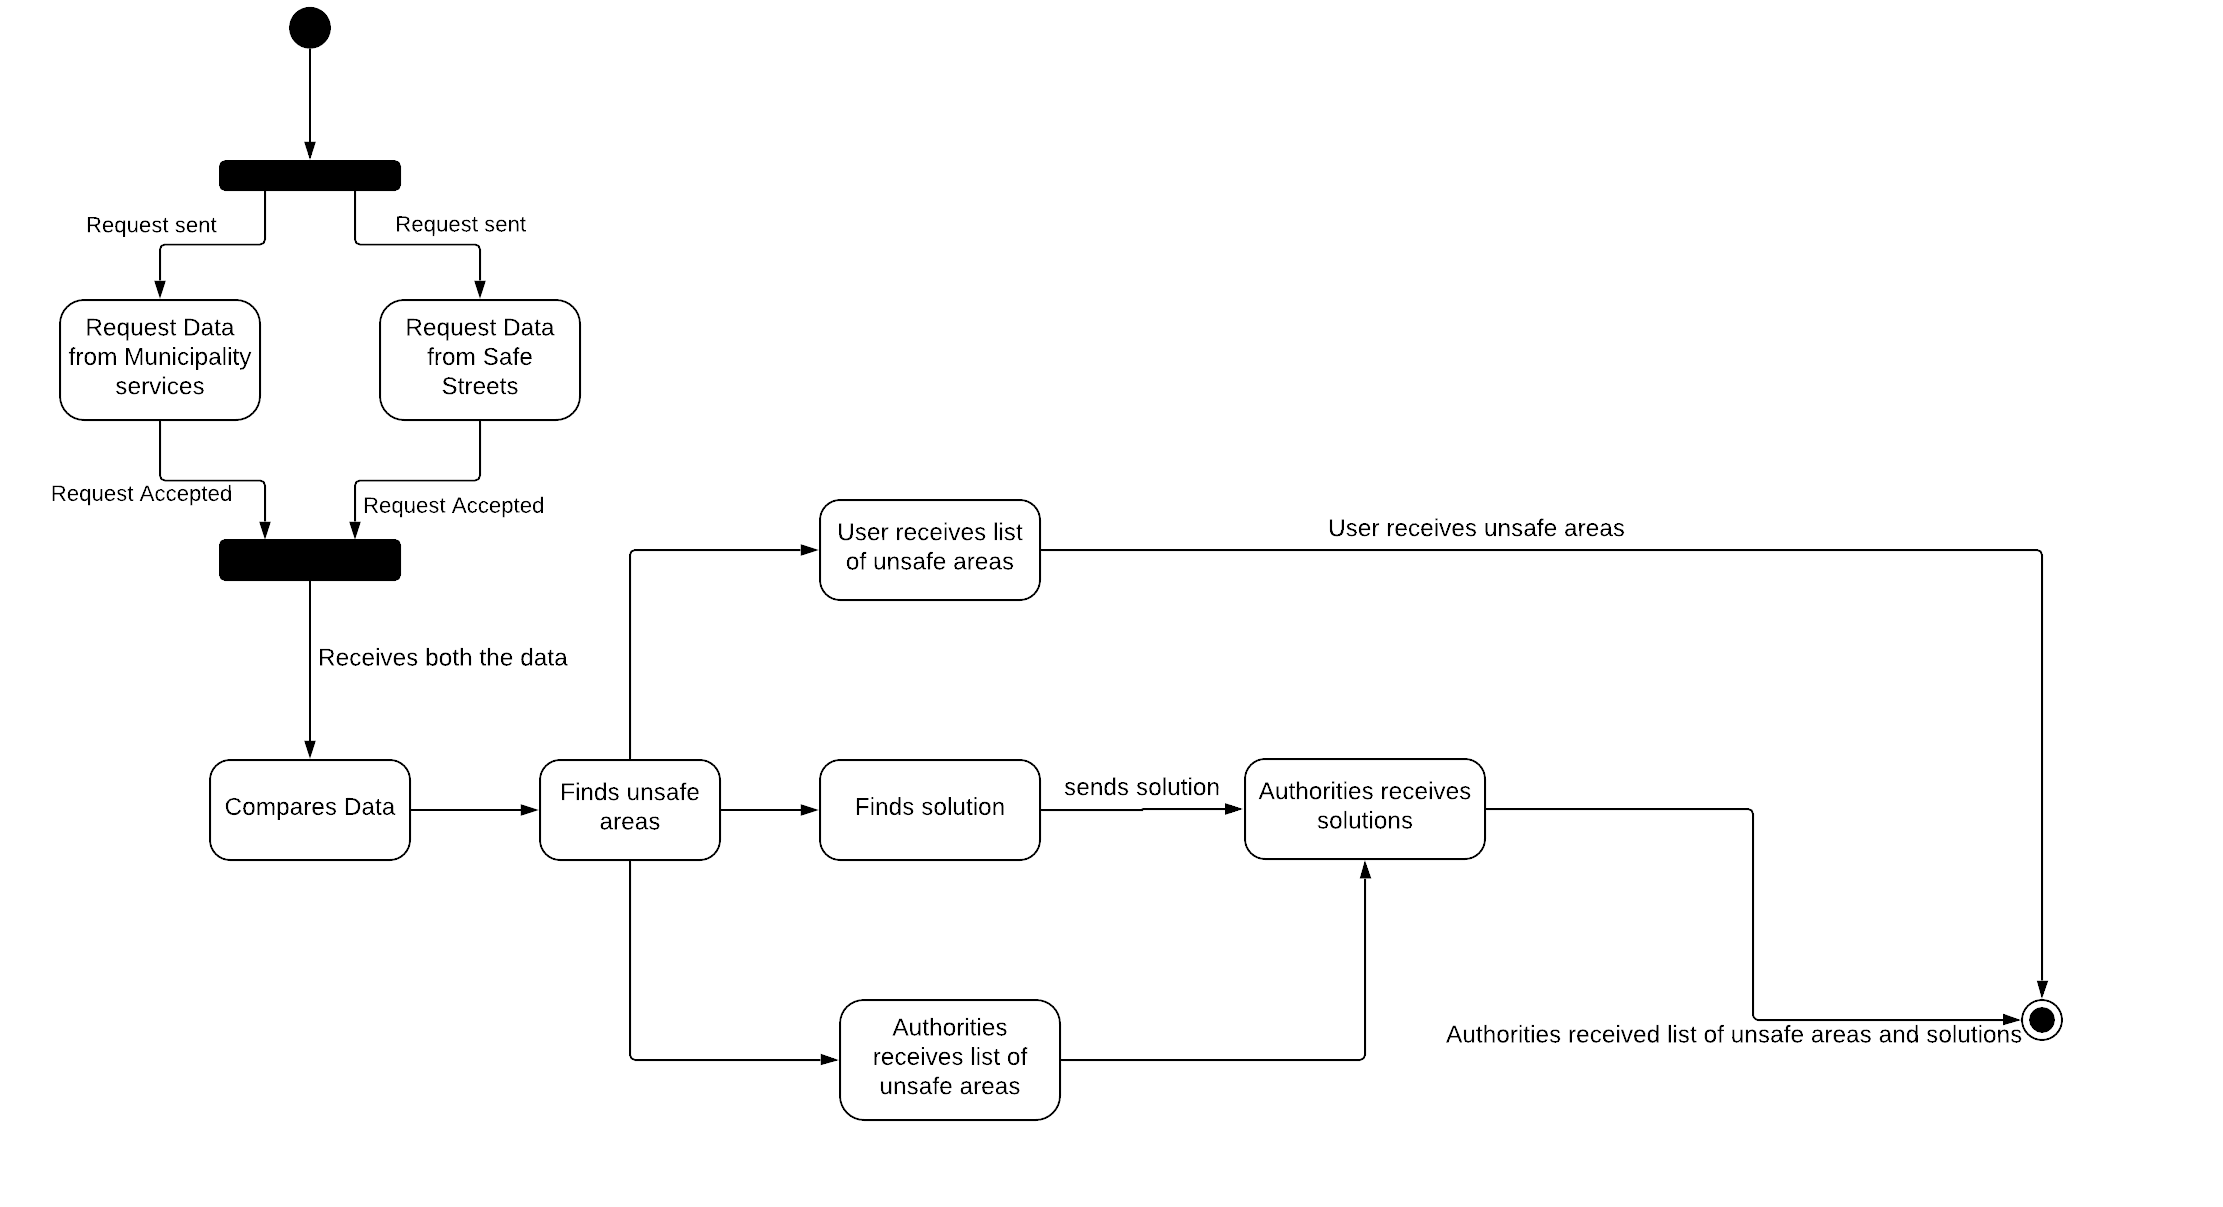 Request sent
Request sent
Request Data
from Municipality
services
Request Data
from Safe
Streets
Request Accepted
Request Accepted
User receives list
of unsafe areas
User receives unsafe areas
Receives both the data
Compares Data
Finds unsafe
areas
Finds solution
sends solution
Authorities receives
solutions
Authorities
receives list of
unsafe areas
Authorities received list of unsafe areas and solutions